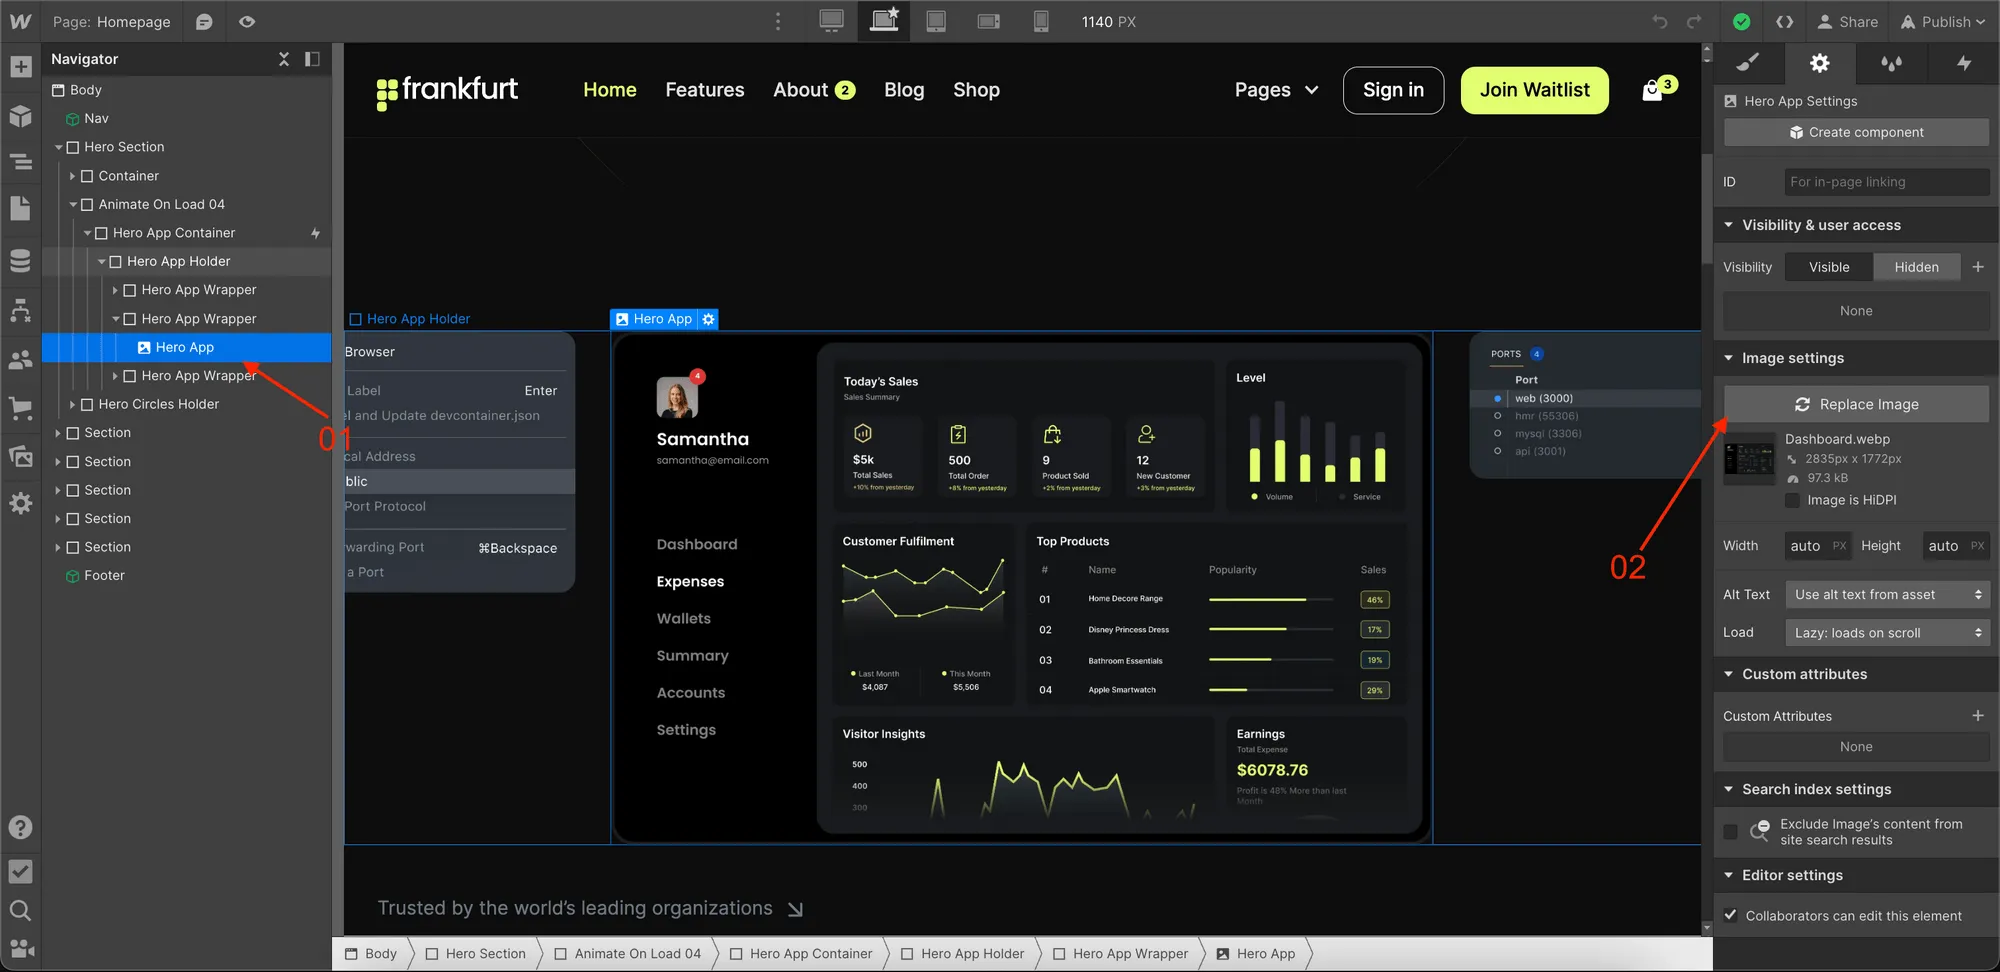 Page: Homepage
1140 PX
Share
Publish
Navigator
Body
Nav
Hero Section
Container
Animate On Load 04
Hero App Container
Hero App Holder
Hero App Wrapper
Hero App Wrapper
Hero App
Hero App Wrapper
Hero Circles Holder
Section
Section
Section
Section
Section
Footer
01
frankfurt
Home
Features
About 2
Blog
Shop
Pages
Sign in
Join Waitlist
3
Hero App Holder
Hero App
Browser
Label Enter
el and Update devcontainer.json
cal Address
blic
Port Protocol
warding Port ⌘Backspace
a Port
4
Samantha
samantha@email.com
Dashboard
Expenses
Wallets
Summary
Accounts
Settings
Today's Sales
Sales Summary
$5k
Total Sales
+10% from yesterday
500
Total Order
+8% from yesterday
9
Product Sold
+2% from yesterday
12
New Customer
+3% from yesterday
Level
Volume
Service
Customer Fulfilment
Last Month
$4,087
This Month
$5,506
Top Products
# Name Popularity Sales
01 Home Decore Range 46%
02 Disney Princess Dress 17%
03 Bathroom Essentials 19%
04 Apple Smartwatch 29%
Visitor Insights
500
400
300
Earnings
Total Expense
$6078.76
Profit is 48% More than last
Month
PORTS 4
Port
web (3000)
hmr (55306)
mysql (3306)
api (3001)
Trusted by the world's leading organizations
Body
Hero Section
Animate On Load 04
Hero App Container
Hero App Holder
Hero App Wrapper
Hero App
Hero App Settings
Create component
ID For in-page linking
Visibility & user access
Visibility Visible Hidden
None
Image settings
Replace Image
Dashboard.webp
2835px x 1772px
97.3 kB
Image is HiDPI
02
Width auto PX Height auto PX
Alt Text Use alt text from asset
Load Lazy: loads on scroll
Custom attributes
Custom Attributes
None
Search index settings
Exclude Image's content from
site search results
Editor settings
Collaborators can edit this element